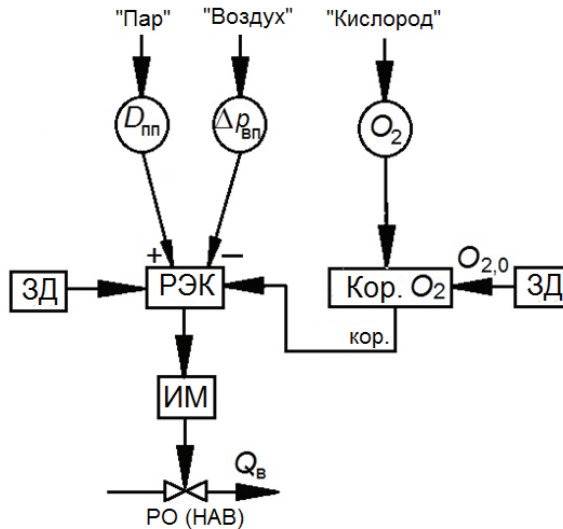 "Пар" "Воздух" "Кислород"
Dпп Δpвп O2
+ −
O2,0
ЗД РЭК Кор. O2 ЗД
кор.
ИМ
Qв
РО (НАВ)